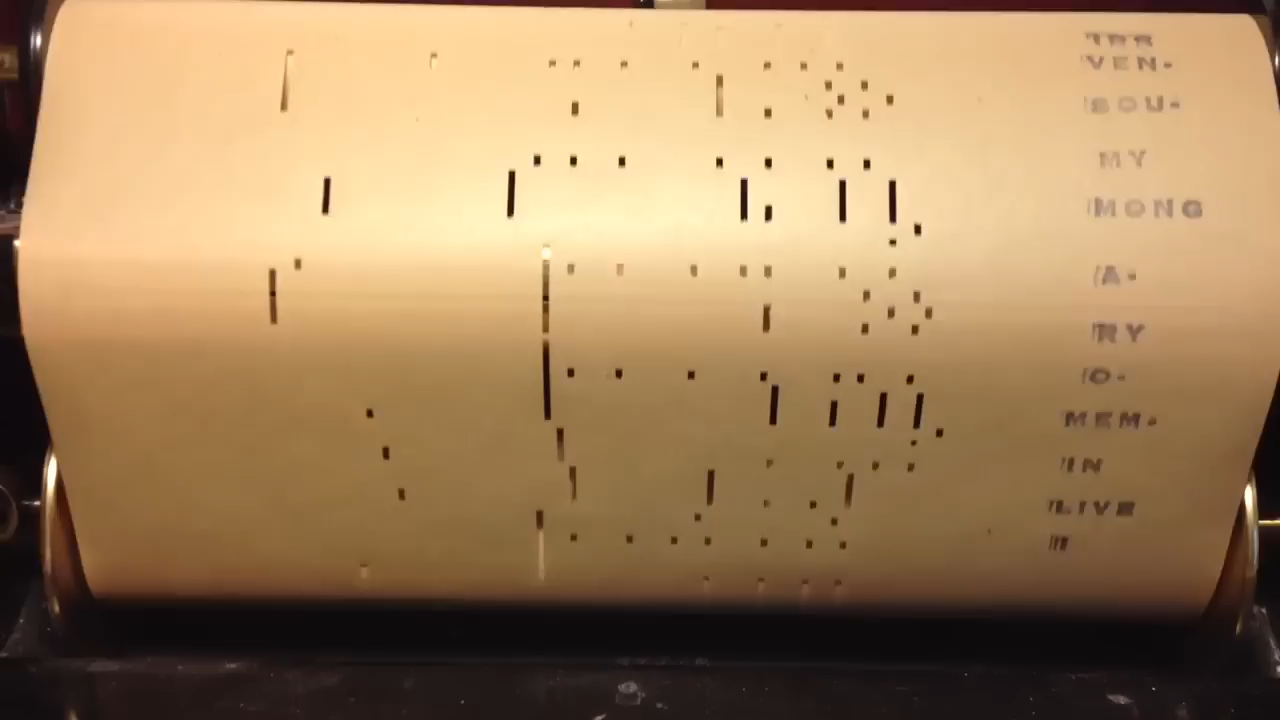 VEN-
SOU-
MY
MONG
A-
RY
O-
MEM-
IN
LIVE